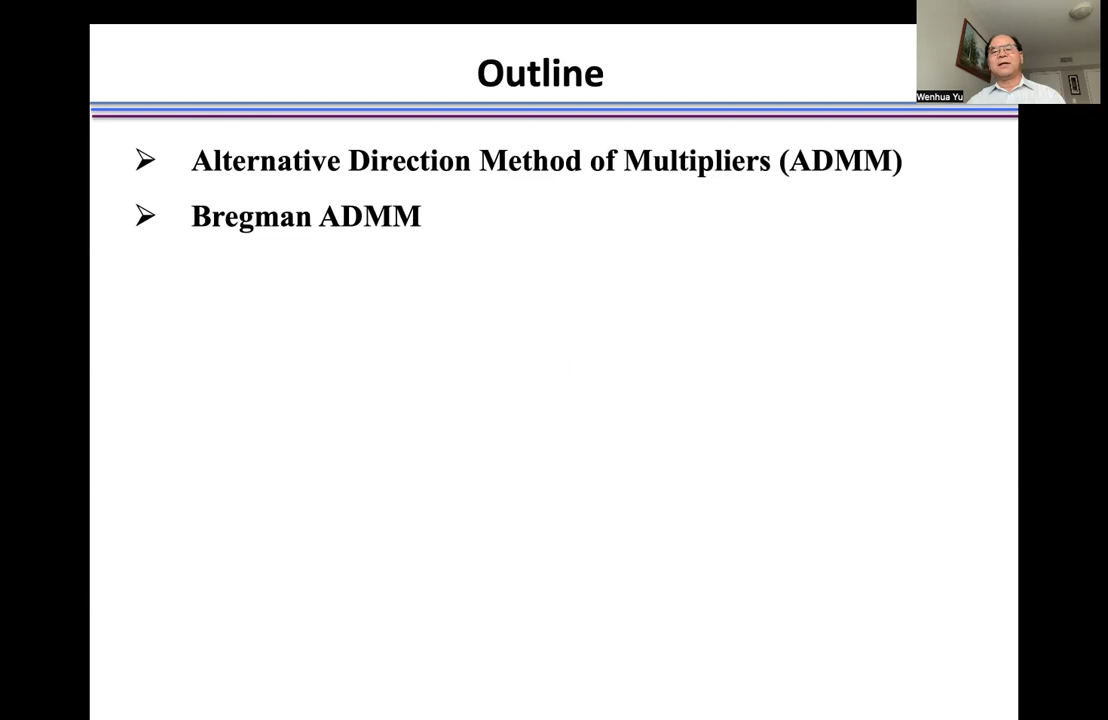 Outline
Wenhua Yu
Alternative Direction Method of Multipliers (ADMM)
Bregman ADMM